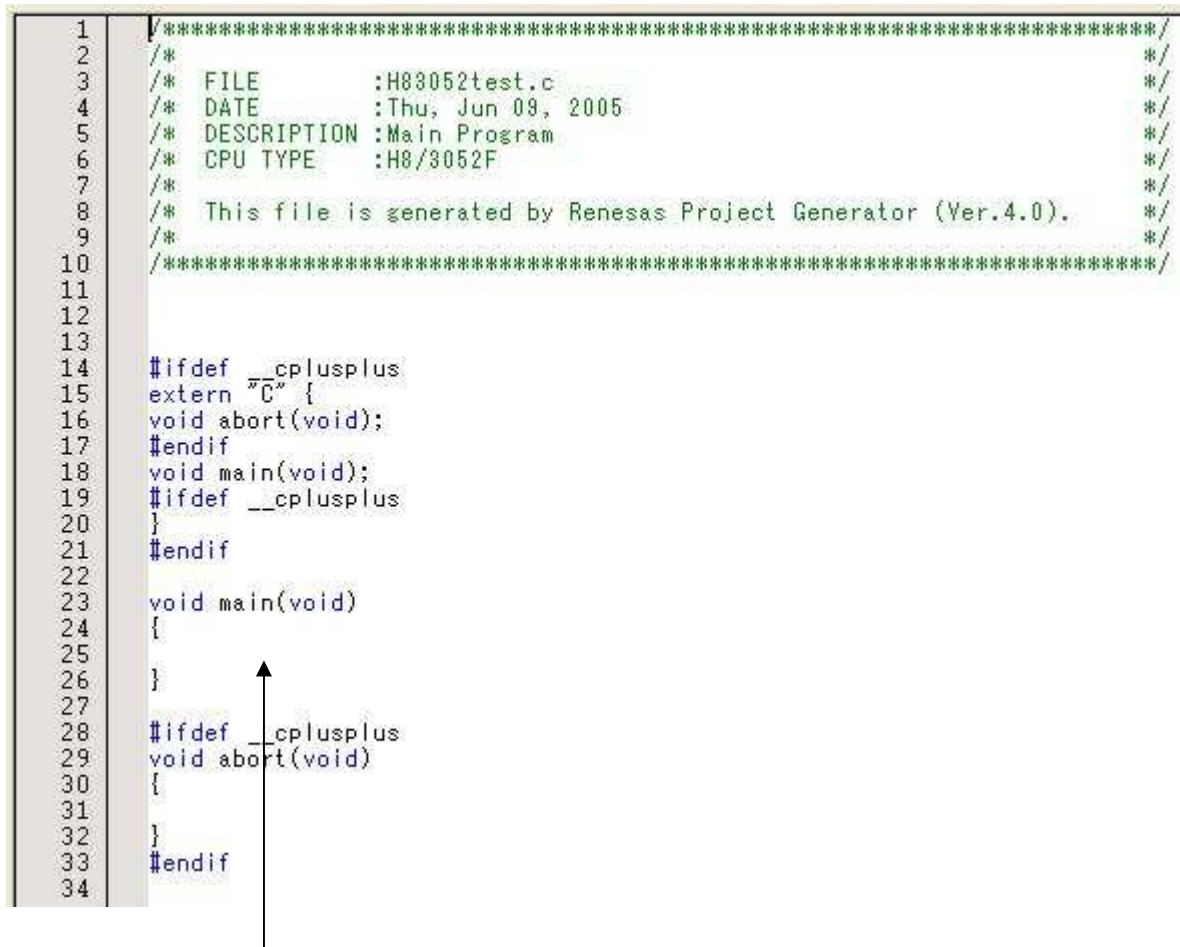 1 /***********************************************************************/
2 /*                                                                     */
3 /*  FILE        :H83052test.c                                          */
4 /*  DATE        :Thu, Jun 09, 2005                                     */
5 /*  DESCRIPTION :Main Program                                          */
6 /*  CPU TYPE    :H8/3052F                                              */
7 /*                                                                     */
8 /*  This file is generated by Renesas Project Generator (Ver.4.0).     */
9 /*                                                                     */
10 /***********************************************************************/
11
12
13
14 #ifdef __cplusplus
15 extern "C" {
16 void abort(void);
17 #endif
18 void main(void);
19 #ifdef __cplusplus
20 }
21 #endif
22
23 void main(void)
24 {
25
26 }
27
28 #ifdef __cplusplus
29 void abort(void)
30 {
31
32 }
33 #endif
34